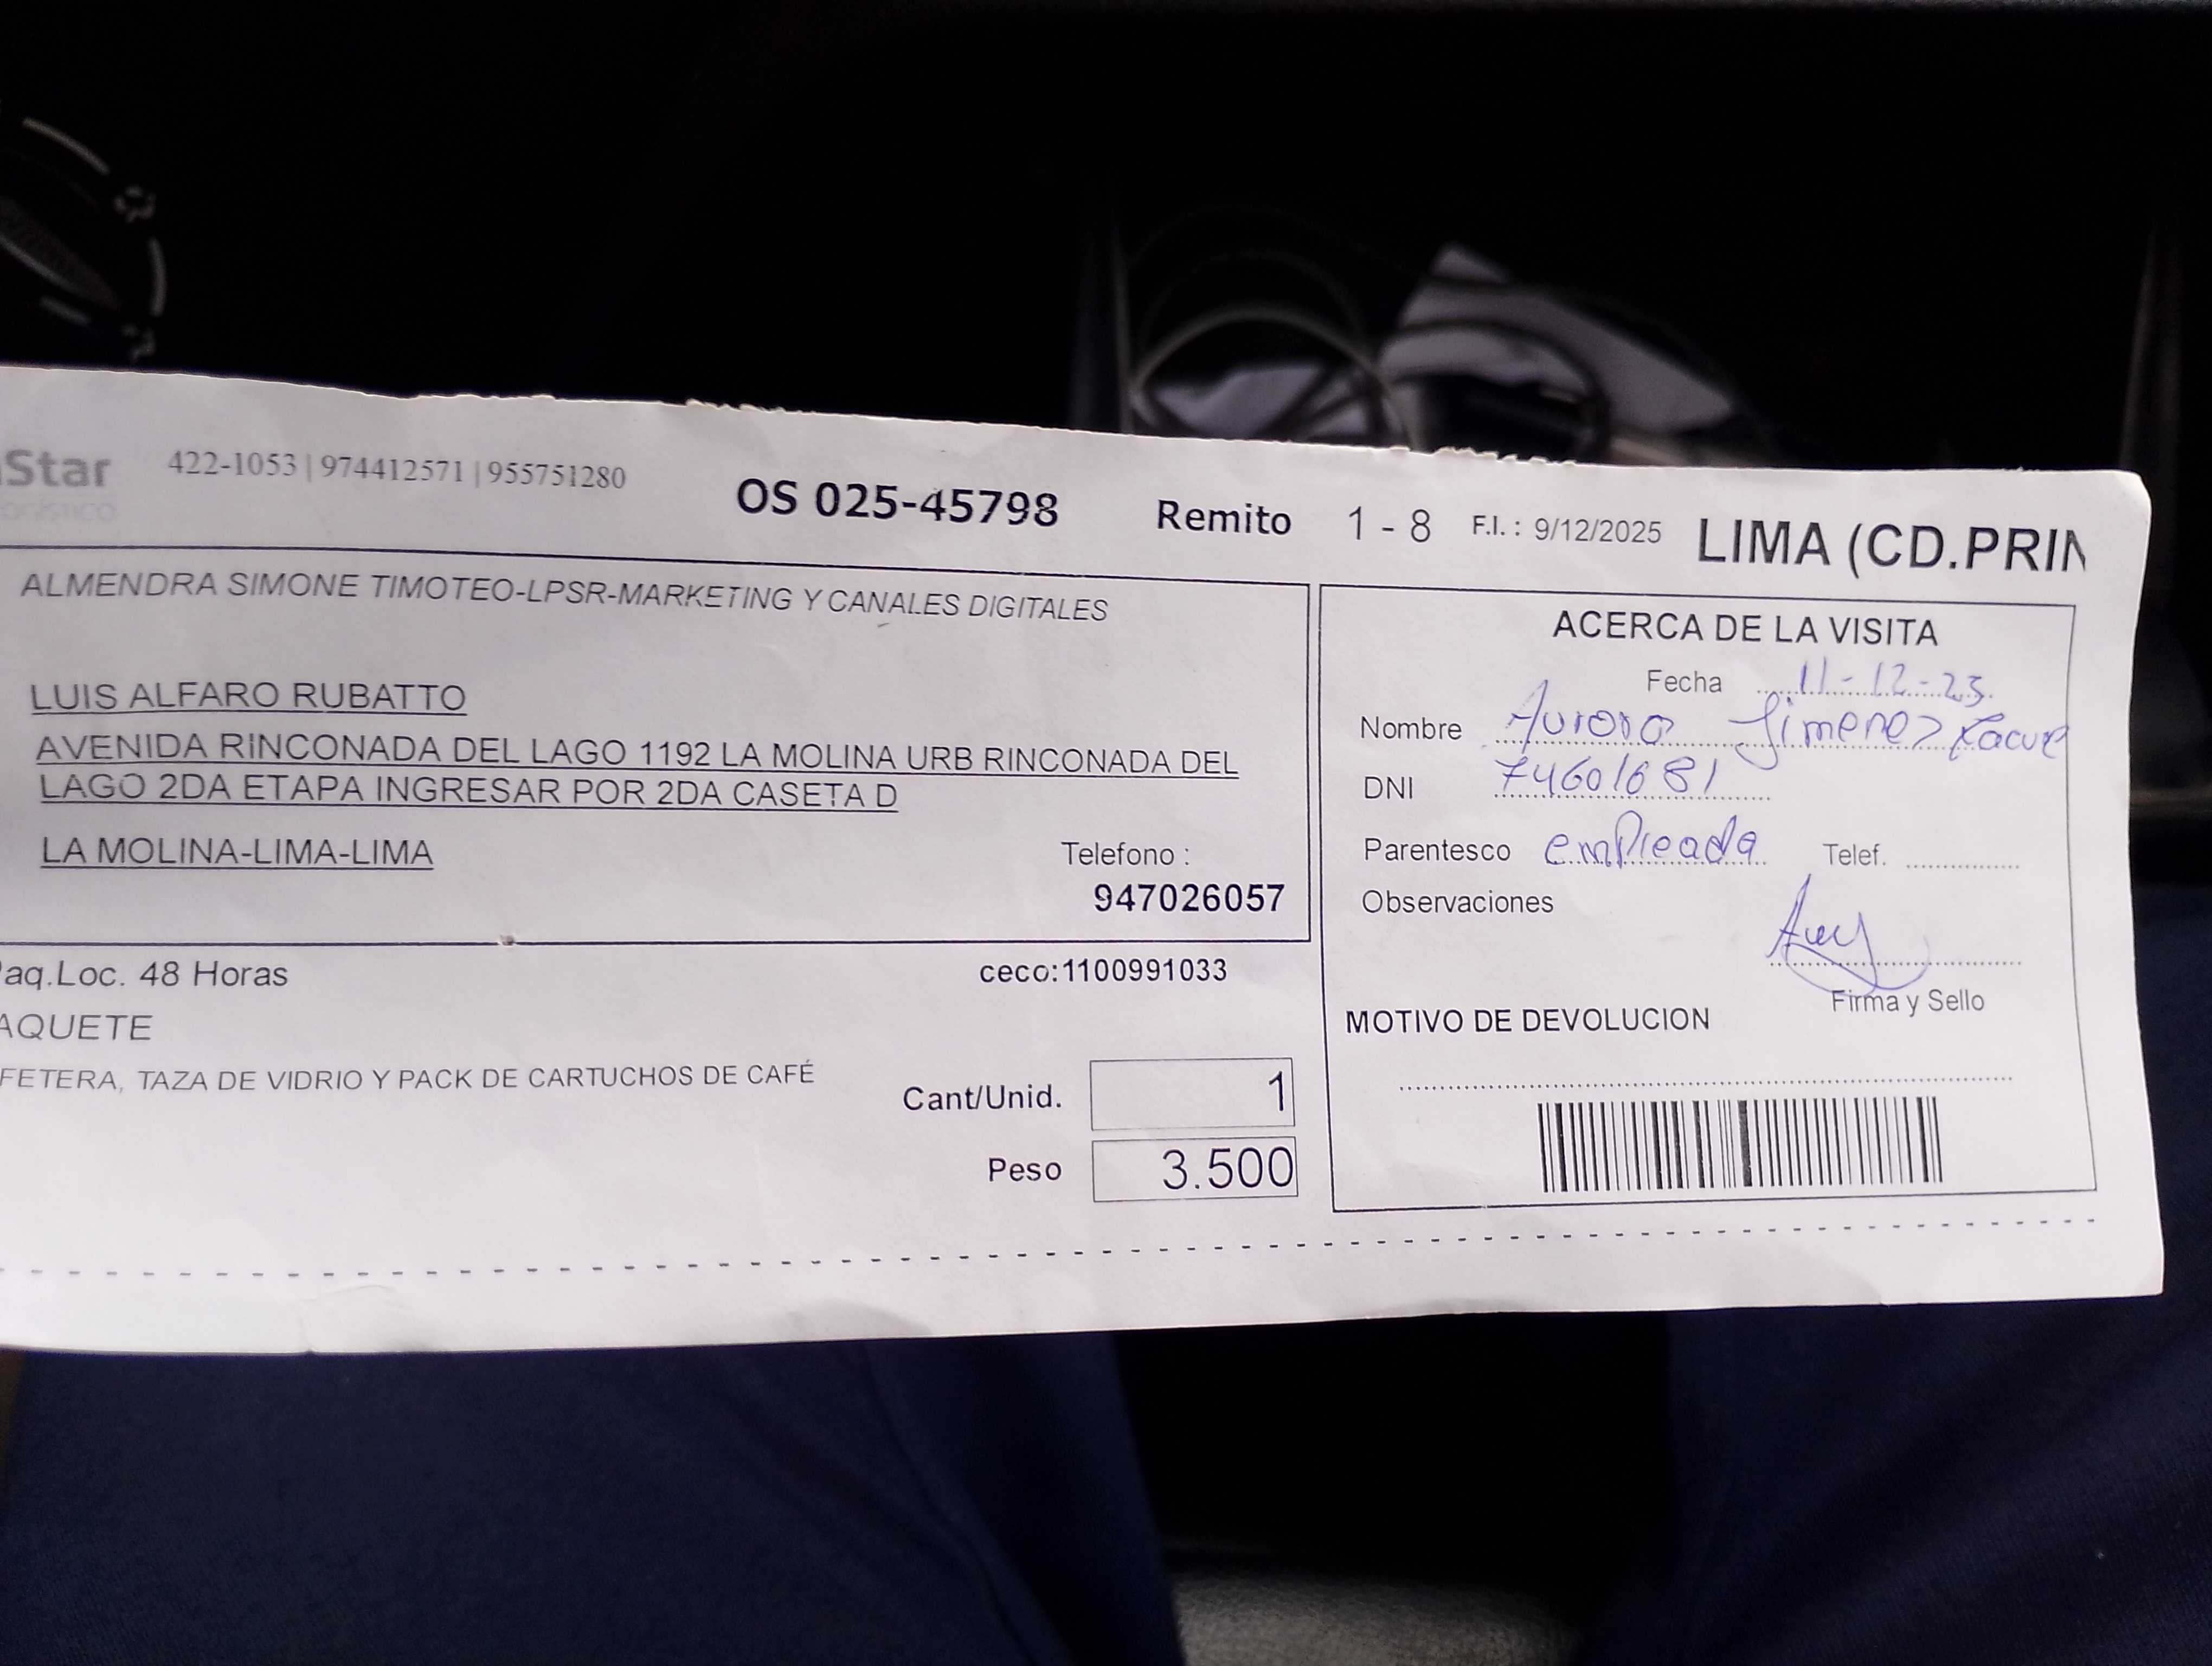 Star 422-1053 | 974412571 | 955751280 OS 025-45798 Remito 1 - 8 F.I. : 9/12/2025 LIMA (CD.PRIN
ALMENDRA SIMONE TIMOTEO-LPSR-MARKETING Y CANALES DIGITALES
LUIS ALFARO RUBATTO
AVENIDA RINCONADA DEL LAGO 1192 LA MOLINA URB RINCONADA DEL
LAGO 2DA ETAPA INGRESAR POR 2DA CASETA D
LA MOLINA-LIMA-LIMA
Telefono :
947026057
aq.Loc. 48 Horas ceco:1100991033
AQUETE
FETERA, TAZA DE VIDRIO Y PACK DE CARTUCHOS DE CAFÉ
Cant/Unid. 1
Peso 3.500
ACERCA DE LA VISITA
Fecha 11-12-23
Nombre Aurora Jimenez
DNI 74601681
Parentesco empleada Telef.
Observaciones
Firma y Sello
MOTIVO DE DEVOLUCION